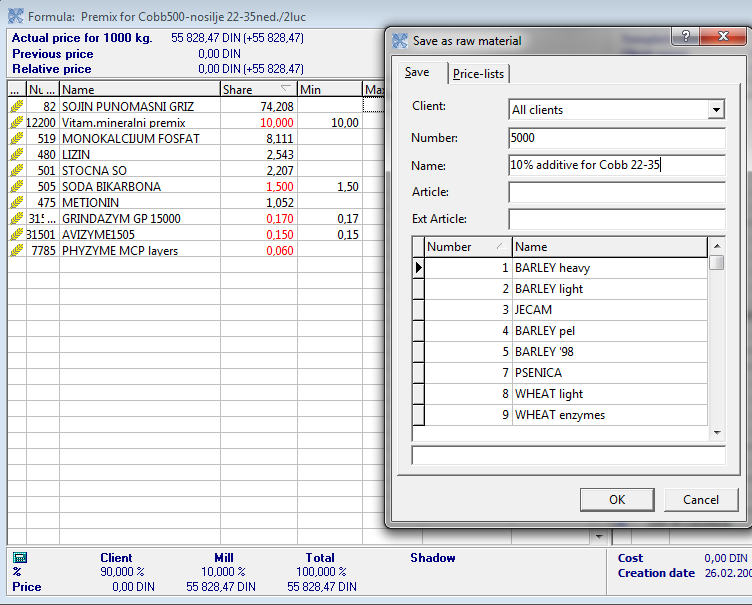 Formula: Premix for Cobb500-nosilje 22-35ned./2luc
Actual price for 1000 kg. 55 828,47 DIN (+55 828,47)
Previous price 0,00 DIN
Relative price 0,00 DIN (+55 828,47)
... Nu ... Name Share Min Max
82 SOJIN PUNOMASNI GRIZ 74,208
12200 Vitam.mineralni premix 10,000 10,00
519 MONOKALCIJUM FOSFAT 8,111
480 LIZIN 2,543
501 STOCNA SO 2,207
505 SODA BIKARBONA 1,500 1,50
475 METIONIN 1,052
315 ... GRINDAZYM GP 15000 0,170 0,17
31501 AVIZYME1505 0,150 0,15
7785 PHYZYME MCP layers 0,060
Client Mill Total Shadow
% 90,000 % 10,000 % 100,000 %
Price 0,00 DIN 55 828,47 DIN 55 828,47 DIN
Cost 0,00 DIN
Creation date 26.02.200
Save as raw material
?
Save Price-lists
Client: All clients
Number: 5000
Name: 10% additive for Cobb 22-35
Article:
Ext Article:
Number Name
1 BARLEY heavy
2 BARLEY light
3 JECAM
4 BARLEY pel
5 BARLEY '98
7 PSENICA
8 WHEAT light
9 WHEAT enzymes
OK Cancel